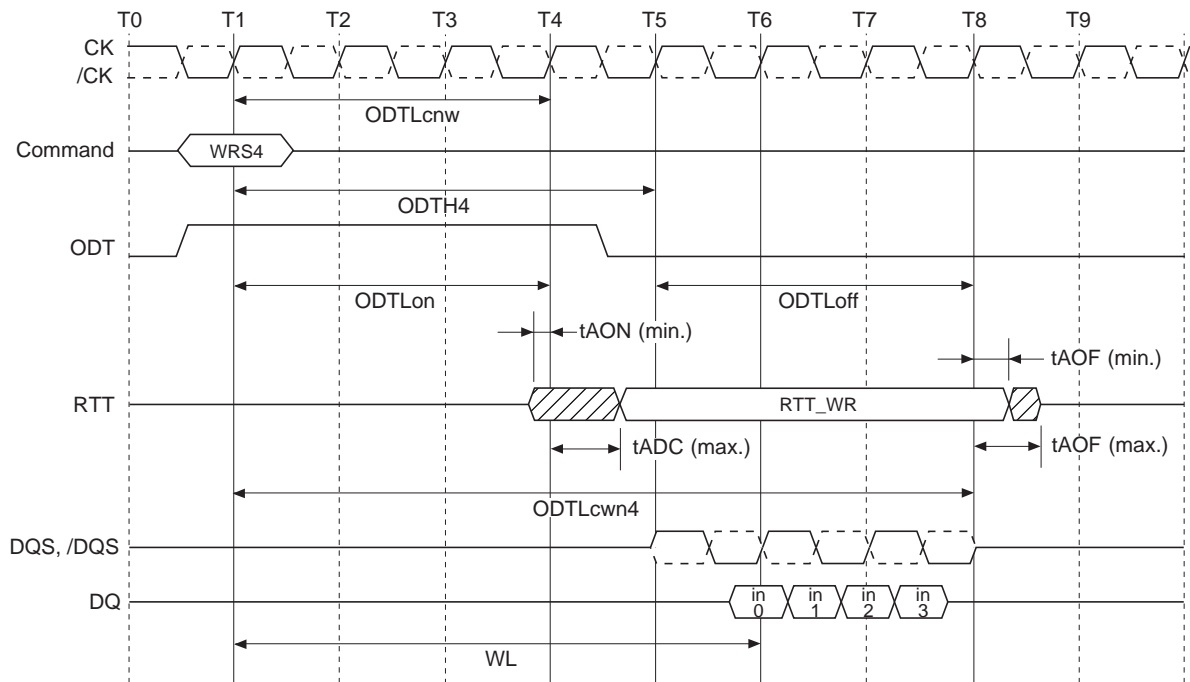 T0 T1 T2 T3 T4 T5 T6 T7 T8 T9
CK
/CK
ODTLcnw
Command WRS4
ODTH4
ODT
ODTLon ODTLoff
tAON (min.)
tAOF (min.)
RTT RTT_WR
tADC (max.) tAOF (max.)
ODTLcwn4
DQS, /DQS
DQ in 0 in 1 in 2 in 3
WL